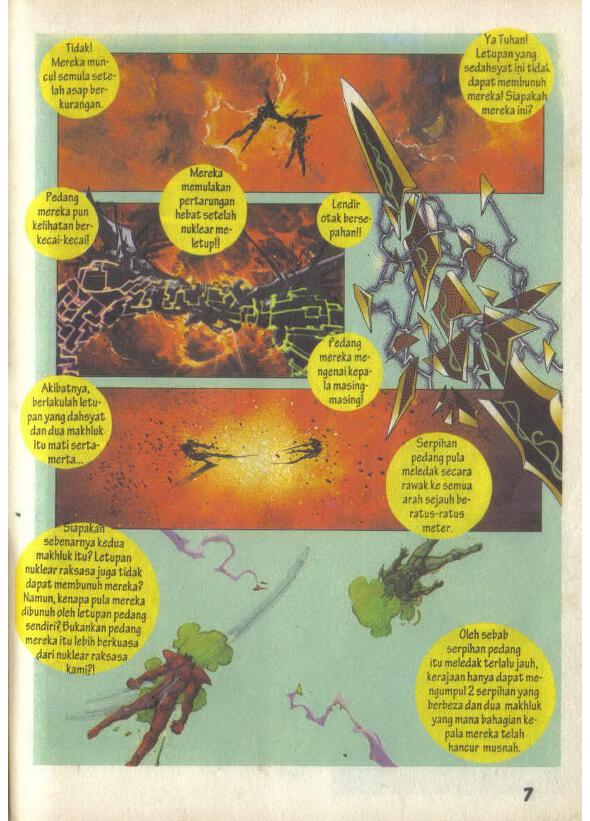 Tidak!
Mereka mun-
cul semula sete-
lah asap ber-
kurangan.
Ya Tuhan!
Letupan yang
sedahsyat ini tidak
dapat membunuh
mereka! Siapakah
mereka ini?
Mereka
memulakan
pertarungan
hebat setelah
nuklear me-
letup!!
Pedang
mereka pun
kelihatan ber-
kecai-kecai!
Lendir
otak berse-
pahan!!
Pedang
mereka me-
ngenai kepa-
la masing-
masing!
Akibatnya,
berlakulah letu-
pan yang dahsyat
dan dua makhluk
itu mati serta-
merta...
Serpihan
pedang pula
meledak secara
rawak ke semua
arah sejauh be-
ratus-ratus
meter.
Siapakah
sebenarnya kedua
makhluk itu? Letupan
nuklear raksasa juga tidak
dapat membunuh mereka?
Namun, kenapa pula mereka
dibunuh oleh letupan pedang
sendiri? Bukankan pedang
mereka itu lebih berkuasa
dari nuklear raksasa
kami?!
Oleh sebab
serpihan pedang
itu meledak terlalu jauh,
kerajaan hanya dapat me-
ngumpul 2 serpihan yang
berbeza dan dua makhluk
yang mana bahagian ke-
pala mereka telah
hancur musnah.
7